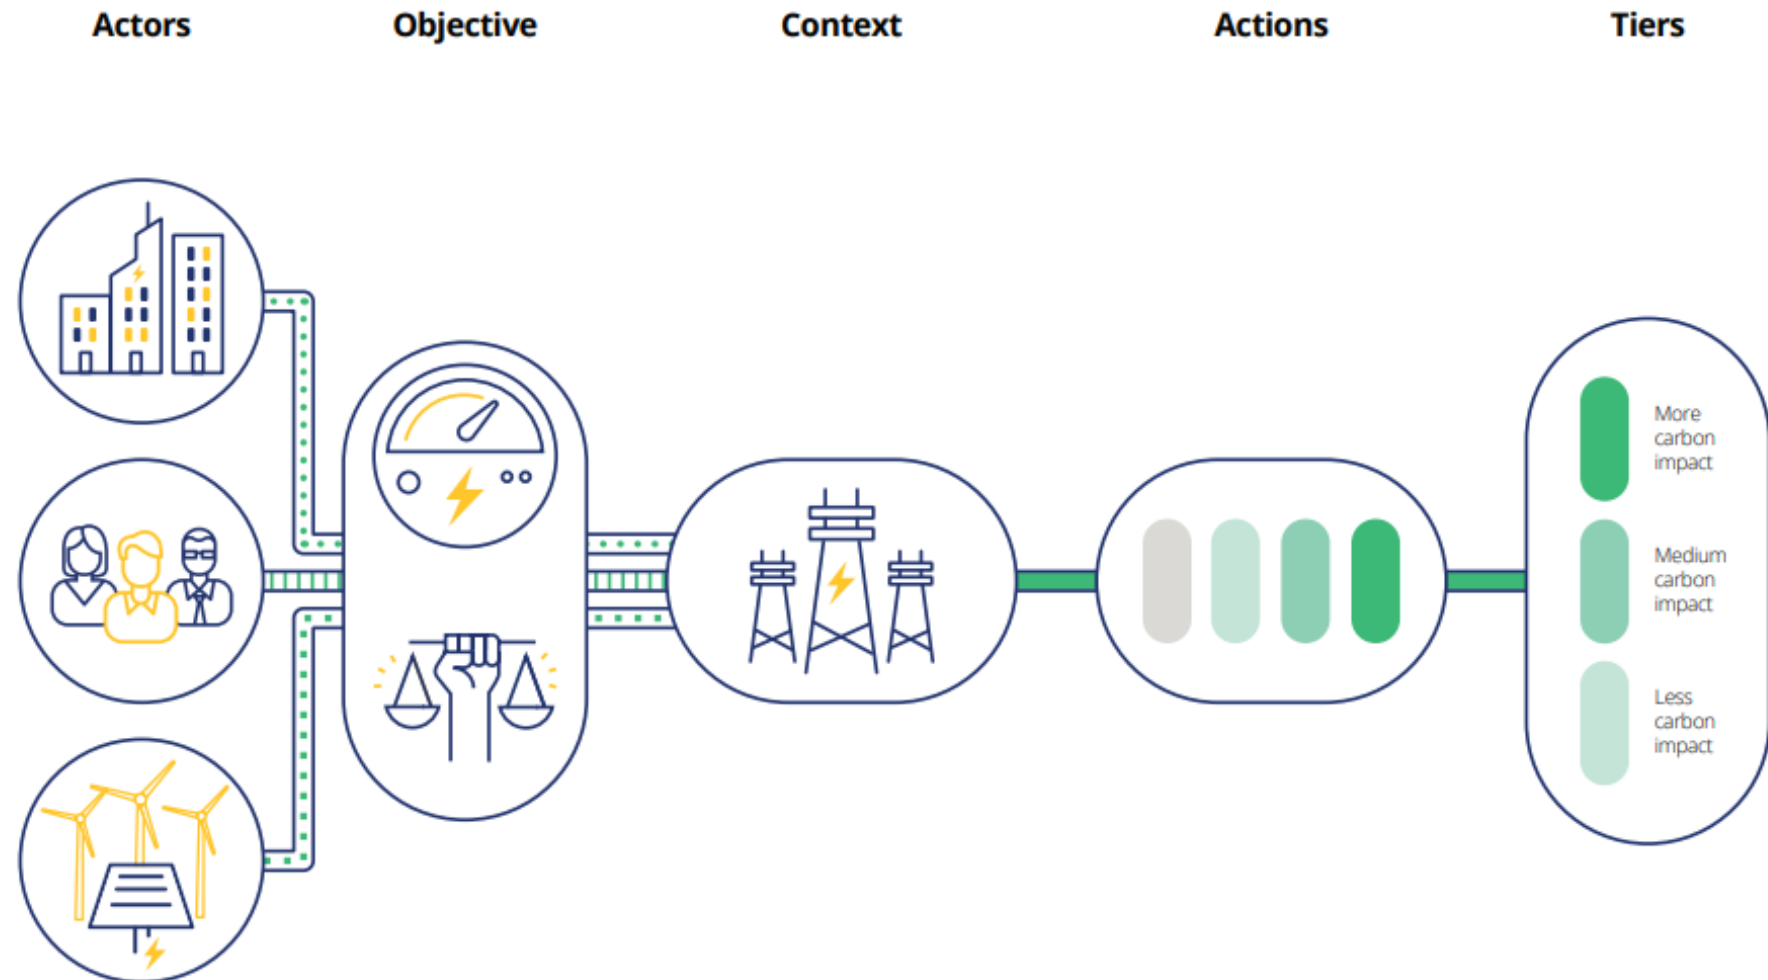 Actors
Objective
Context
Actions
Tiers
More
carbon
impact
Medium
carbon
impact
Less
carbon
impact